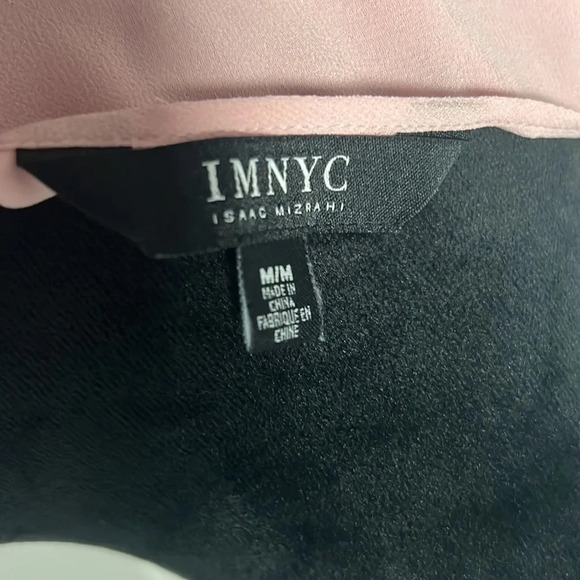 IMNYC
ISAAC MIZRAHI
M/M
MADE IN
CHINA
FABRIQUE EN
CHINE